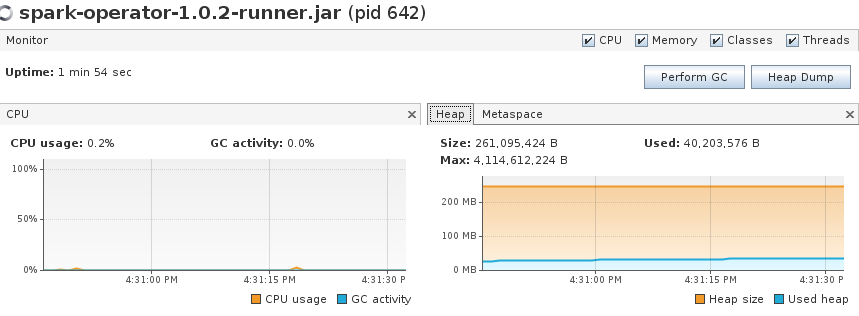 spark-operator-1.0.2-runner.jar (pid 642)
Monitor
CPU Memory Classes Threads
Uptime: 1 min 54 sec
Perform GC Heap Dump
CPU
CPU usage: 0.2% GC activity: 0.0%
100%
50%
0%
4:31:00 PM 4:31:15 PM 4:31:30 P
CPU usage GC activity
Heap Metaspace
Size: 261,095,424 B Used: 40,203,576 B
Max: 4,114,612,224 B
200 MB
100 MB
0 MB
4:31:00 PM 4:31:15 PM 4:31:30 P
Heap size Used heap